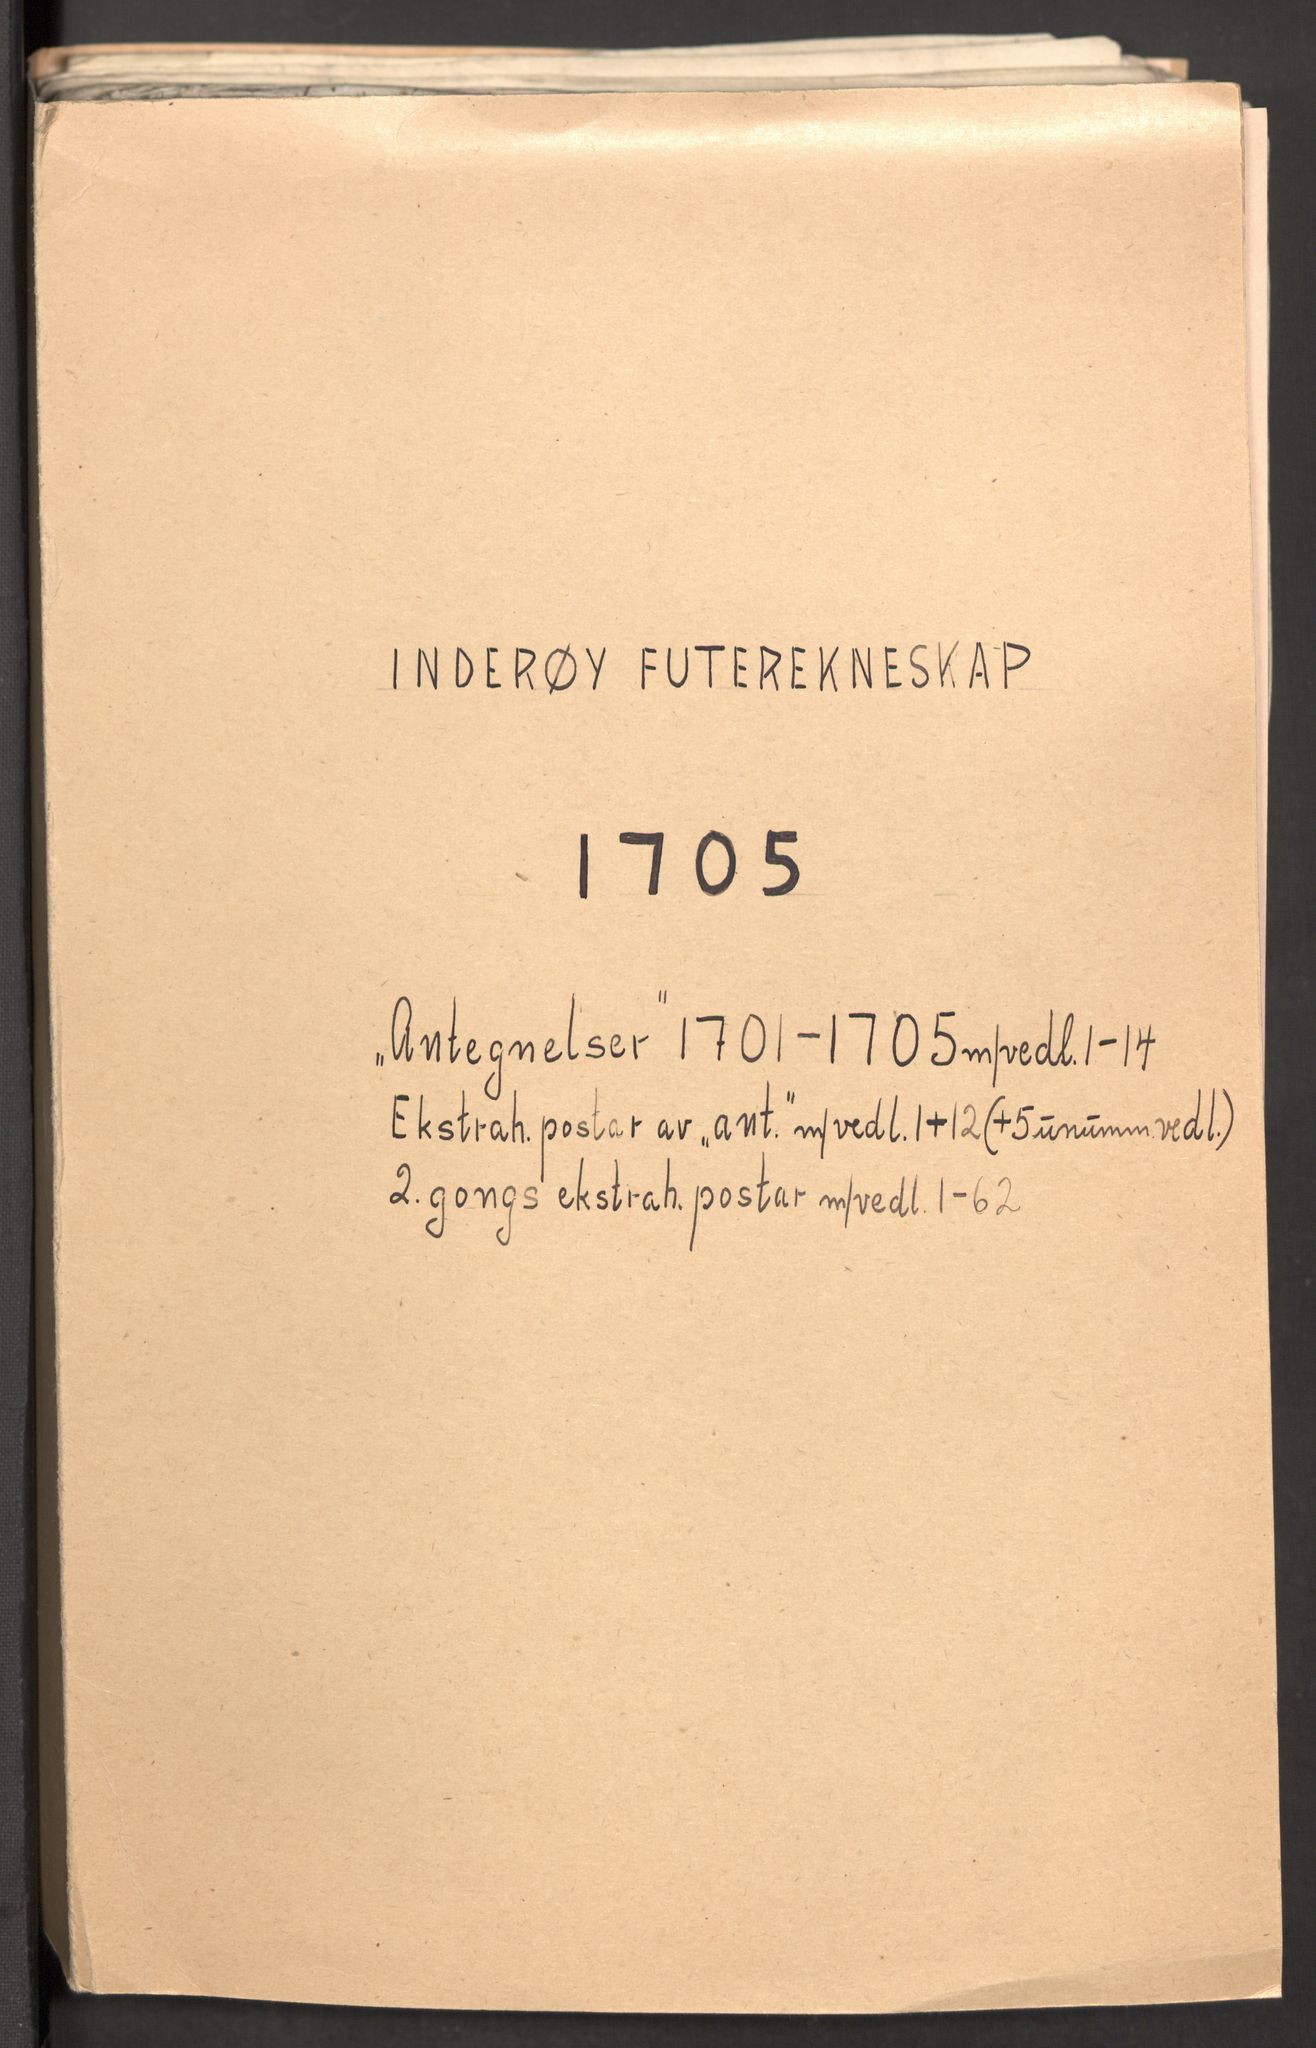 INDERØY FUTEREKNESKAP
1705
„Antegnelser" 1701-1705 m/vedl. 1-14
Ekstrah. postar av „ant." m/vedl. 1+12 (+5 unumm. vedl.)
2. gongs ekstrah. postar m/vedl. 1-62